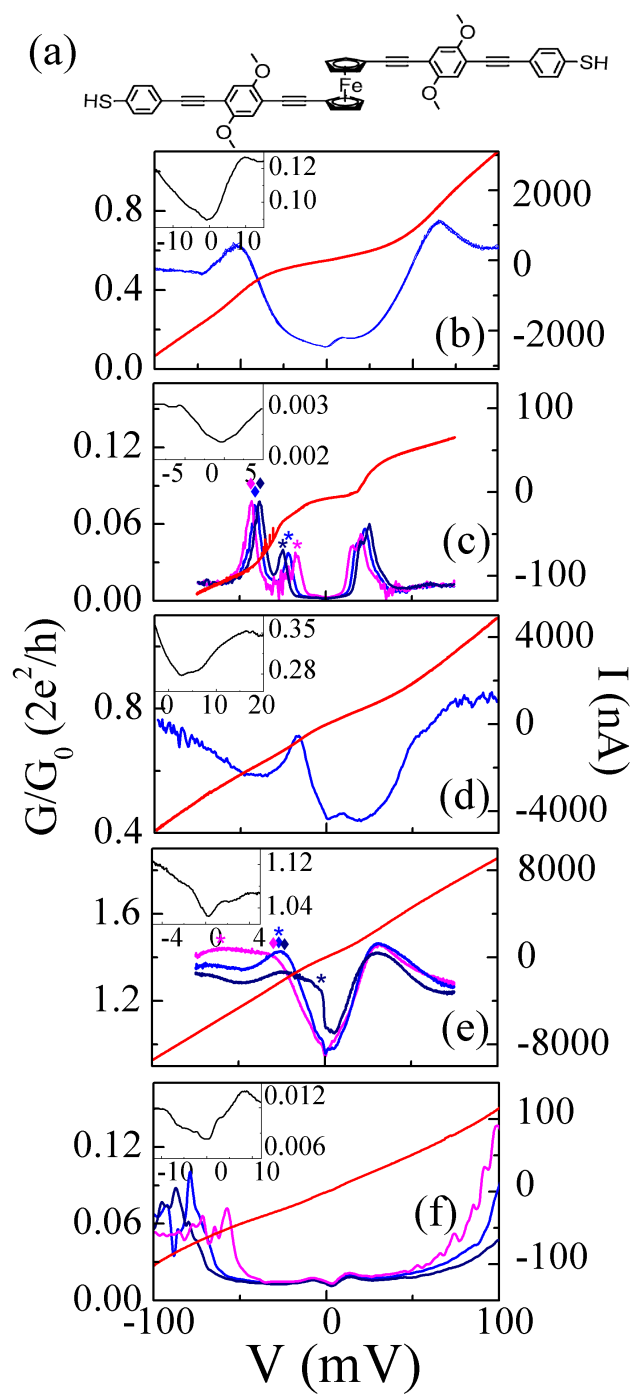 (a)
HS
O
O
Fe
O
O
SH
0.8
0.4
0.0
0.12
0.10
-10 0 10
(b)
2000
0
-2000
0.12
0.06
0.00
0.003
0.002
-5 0 5
* * *
(c)
100
0
-100
0.8
0.4
0.35
0.28
0 10 20
(d)
4000
0
-4000
1.6
1.2
1.12
1.04
-4 0 4
* * *
(e)
8000
0
-8000
0.12
0.06
0.00
0.012
0.006
-10 0 10
(f)
100
0
-100
-100 0 100
G/G0 (2e2/h)
I (nA)
V (mV)